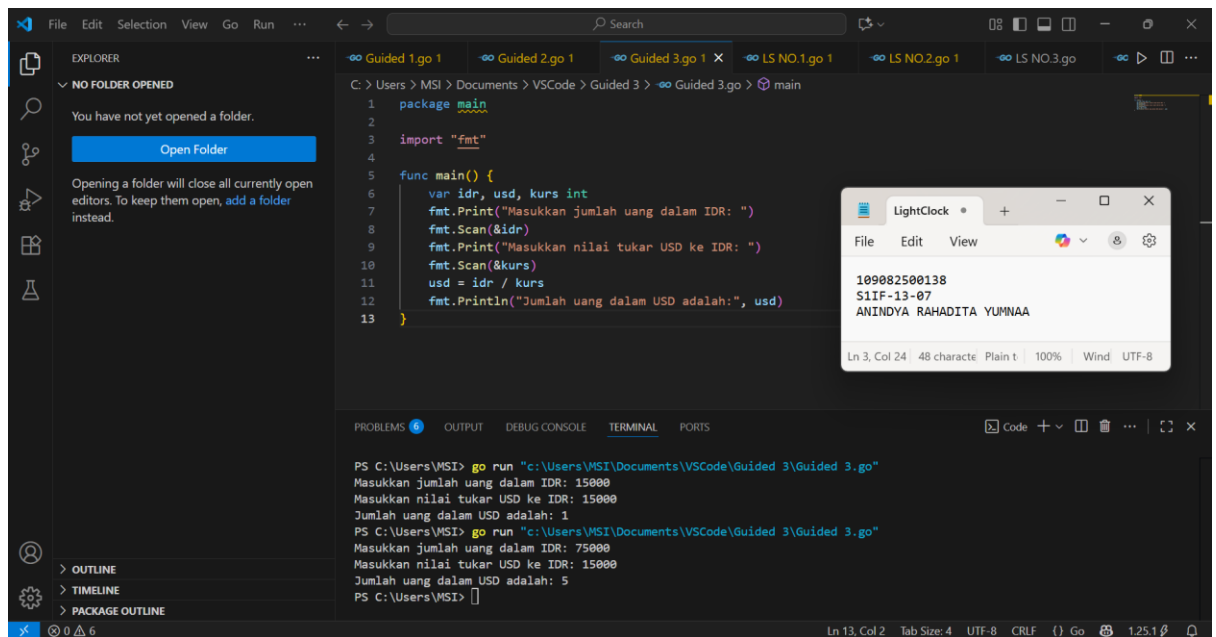 File Edit Selection View Go Run ···
Search
EXPLORER ···
Guided 1.go 1 Guided 2.go 1 Guided 3.go 1 LS NO.1.go 1 LS NO.2.go 1 LS NO.3.go ···
NO FOLDER OPENED
You have not yet opened a folder.
Open Folder
Opening a folder will close all currently open
editors. To keep them open, add a folder
instead.
OUTLINE
TIMELINE
PACKAGE OUTLINE
C: > Users > MSI > Documents > VSCode > Guided 3 > Guided 3.go > main
1 package main
2
3 import "fmt"
4
5 func main() {
6 var idr, usd, kurs int
7 fmt.Print("Masukkan jumlah uang dalam IDR: ")
8 fmt.Scan(&idr)
9 fmt.Print("Masukkan nilai tukar USD ke IDR: ")
10 fmt.Scan(&kurs)
11 usd = idr / kurs
12 fmt.Println("Jumlah uang dalam USD adalah:", usd)
13 }
LightClock
File Edit View
109082500138
S1IF-13-07
ANINDYA RAHADITA YUMNAA
Ln 3, Col 24 48 characte Plain t 100% Wind UTF-8
PROBLEMS 6 OUTPUT DEBUG CONSOLE TERMINAL PORTS Code ···
PS C:\Users\MSI> go run "c:\Users\MSI\Documents\VSCode\Guided 3\Guided 3.go"
Masukkan jumlah uang dalam IDR: 15000
Masukkan nilai tukar USD ke IDR: 15000
Jumlah uang dalam USD adalah: 1
PS C:\Users\MSI> go run "c:\Users\MSI\Documents\VSCode\Guided 3\Guided 3.go"
Masukkan jumlah uang dalam IDR: 75000
Masukkan nilai tukar USD ke IDR: 15000
Jumlah uang dalam USD adalah: 5
PS C:\Users\MSI>
0 6 Ln 13, Col 2 Tab Size: 4 UTF-8 CRLF {} Go 1.25.1